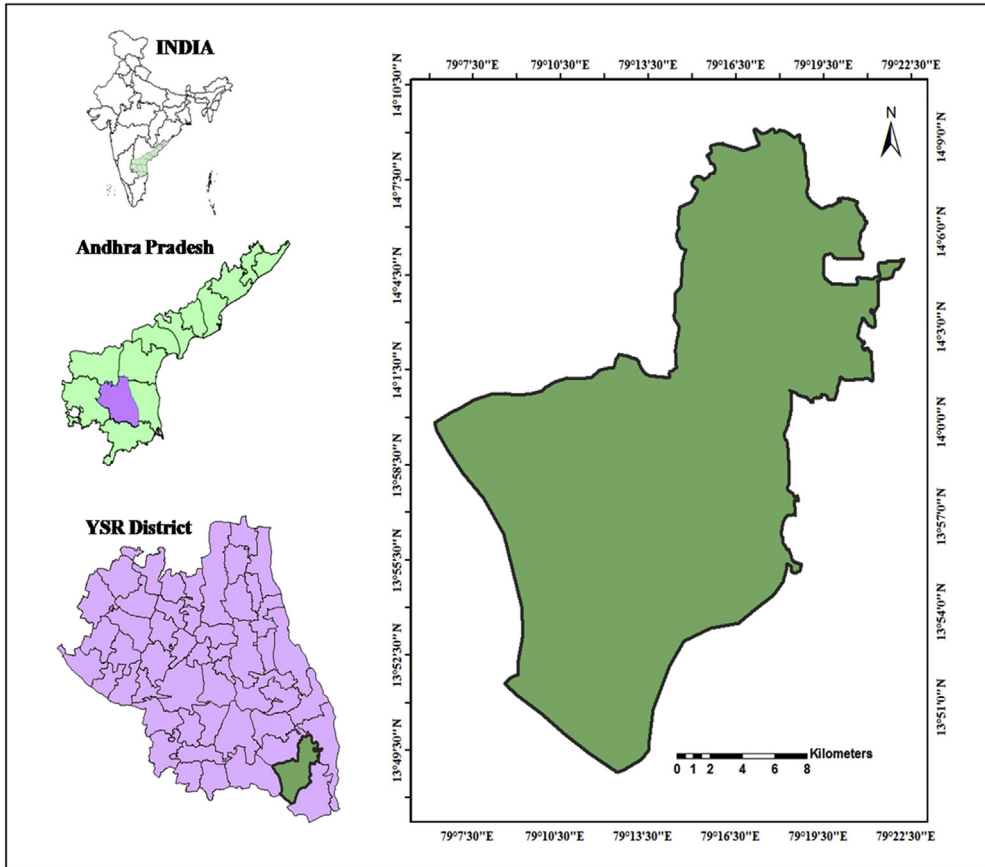 INDIA
Andhra Pradesh
YSR District
79°7'30"E 79°10'30"E 79°13'30"E 79°16'30"E 79°19'30"E 79°22'30"E
14°10'30"N
14°7'30"N
14°4'30"N
14°1'30"N
13°58'30"N
13°55'30"N
13°52'30"N
13°49'30"N
N
14°9'0"N
14°6'0"N
14°3'0"N
14°0'0"N
13°57'0"N
13°54'0"N
13°51'0"N
Kilometers
0 1 2 4 6 8
79°7'30"E 79°10'30"E 79°13'30"E 79°16'30"E 79°19'30"E 79°22'30"E